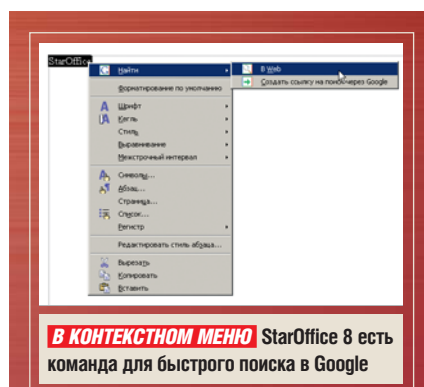 StarOffice
Найти
В Web
Создать ссылку на поиск через Google
Форматирование по умолчанию
Шрифт
Кегль
Стиль
Выравнивание
Межстрочный интервал
Символы...
Абзац...
Страница...
Список...
Регистр
Редактировать стиль абзаца...
Вырезать
Копировать
Вставить
В КОНТЕКСТНОМ МЕНЮ StarOffice 8 есть
команда для быстрого поиска в Google